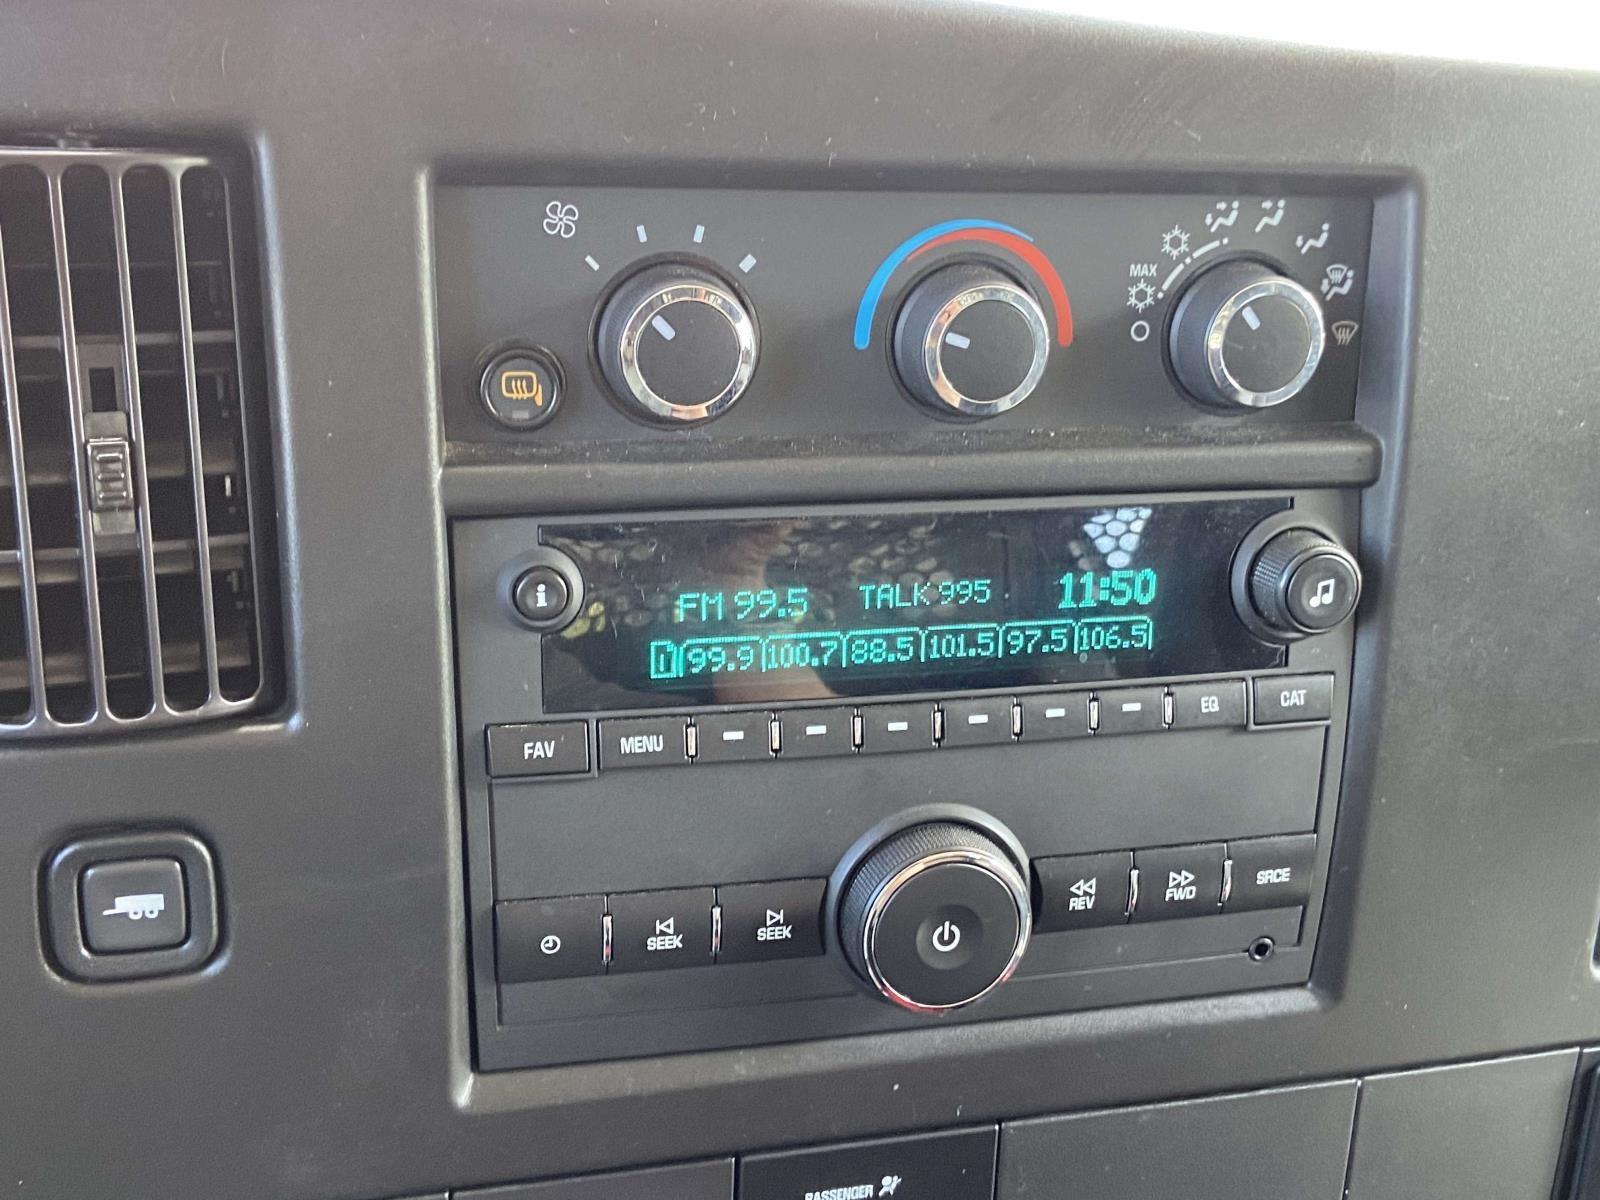 MAX
i
FM 99.5 TALK 995 11:50
1 99.9 100.7 88.5 101.5 97.5 106.5
FAV MENU EQ CAT
SEEK SEEK REV FWD SRCE
PASSENGER